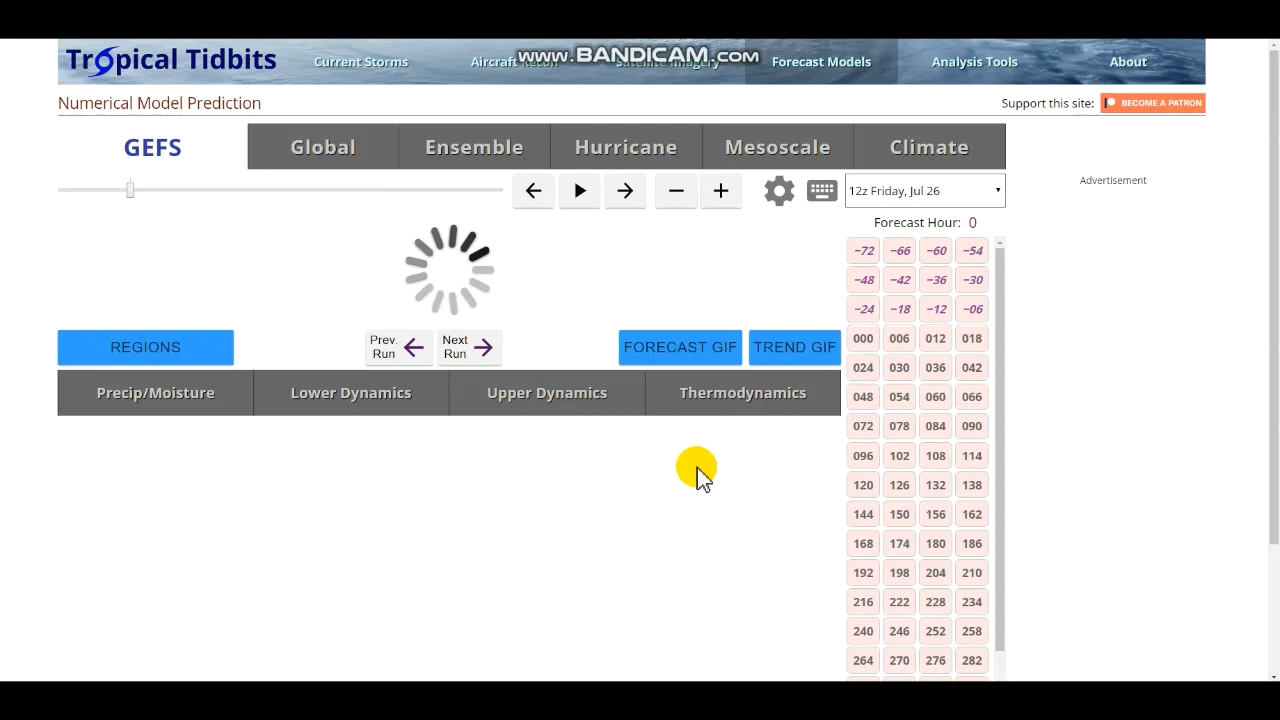 Tropical Tidbits
www.BANDICAM.com
Current Storms Aircraft Recon Satellite Imagery Forecast Models Analysis Tools About
Numerical Model Prediction
Support this site: BECOME A PATRON
GEFS Global Ensemble Hurricane Mesoscale Climate
12z Friday, Jul 26
Advertisement
Forecast Hour: 0
−72 −66 −60 −54
−48 −42 −36 −30
−24 −18 −12 −06
000 006 012 018
REGIONS Prev. Run Next Run FORECAST GIF TREND GIF
024 030 036 042
Precip/Moisture Lower Dynamics Upper Dynamics Thermodynamics
048 054 060 066
072 078 084 090
096 102 108 114
120 126 132 138
144 150 156 162
168 174 180 186
192 198 204 210
216 222 228 234
240 246 252 258
264 270 276 282